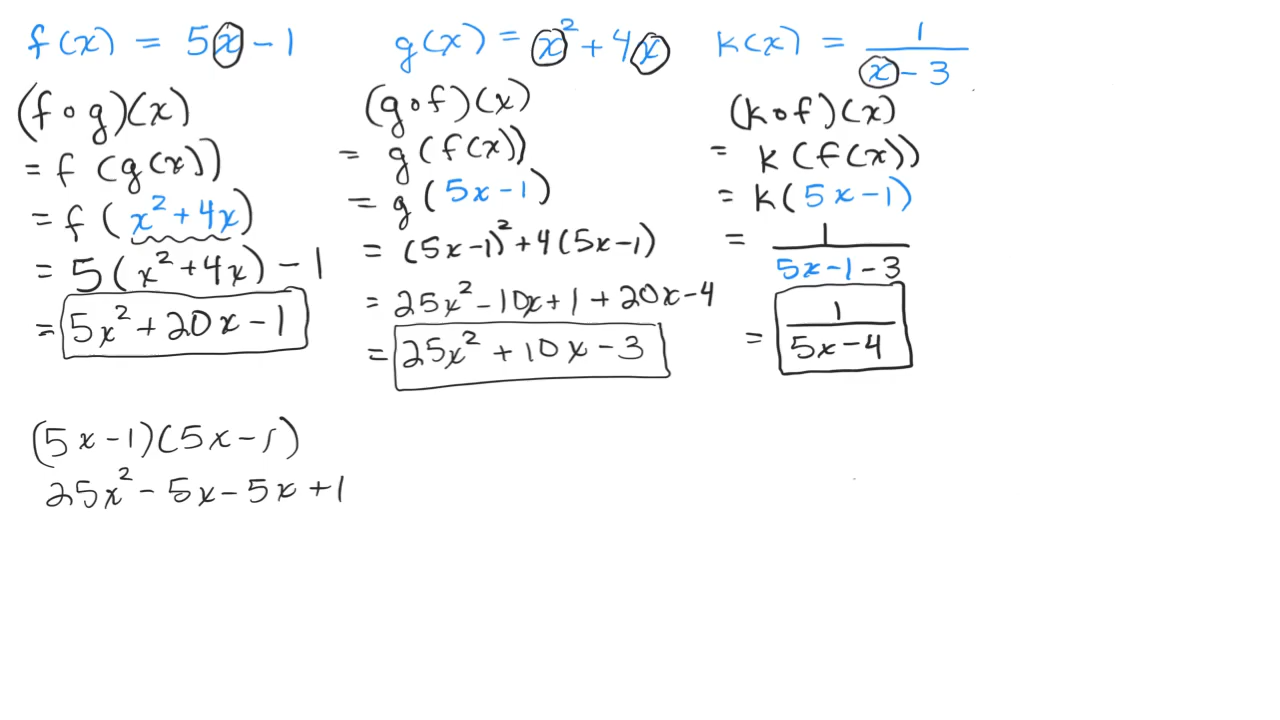 f(x) = 5x - 1
g(x) = x² + 4x
k(x) = 1/(x - 3)
(f ∘ g)(x)
= f(g(x))
= f(x² + 4x)
= 5(x² + 4x) - 1
= 5x² + 20x - 1
(g ∘ f)(x)
= g(f(x))
= g(5x - 1)
= (5x - 1)² + 4(5x - 1)
= 25x² - 10x + 1 + 20x - 4
= 25x² + 10x - 3
(k ∘ f)(x)
= k(f(x))
= k(5x - 1)
= 1/(5x - 1 - 3)
= 1/(5x - 4)
(5x - 1)(5x - 1)
25x² - 5x - 5x + 1